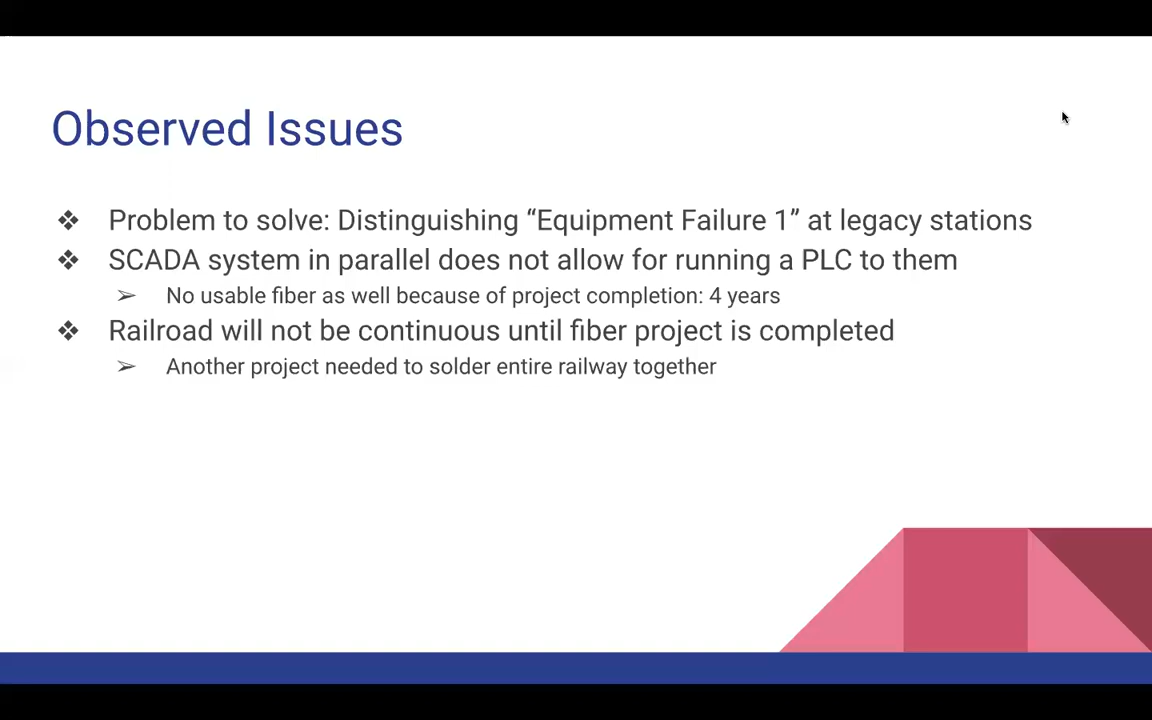 Observed Issues
❖ Problem to solve: Distinguishing “Equipment Failure 1” at legacy stations
❖ SCADA system in parallel does not allow for running a PLC to them
➢ No usable fiber as well because of project completion: 4 years
❖ Railroad will not be continuous until fiber project is completed
➢ Another project needed to solder entire railway together